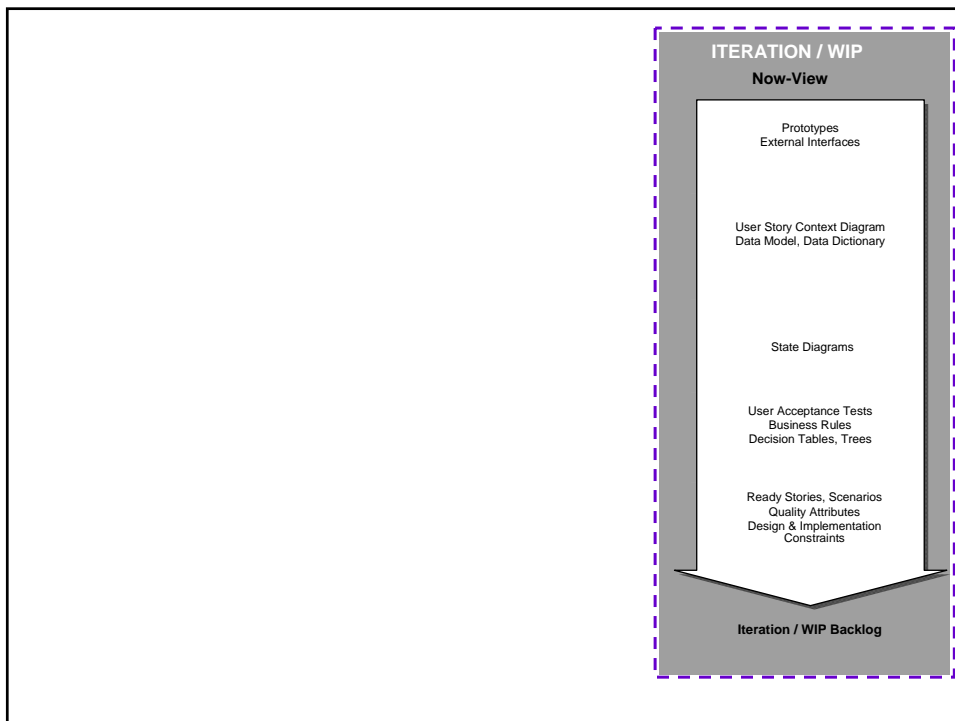 ITERATION / WIP
Now-View
Prototypes
External Interfaces
User Story Context Diagram
Data Model, Data Dictionary
State Diagrams
User Acceptance Tests
Business Rules
Decision Tables, Trees
Ready Stories, Scenarios
Quality Attributes
Design & Implementation
Constraints
Iteration / WIP Backlog